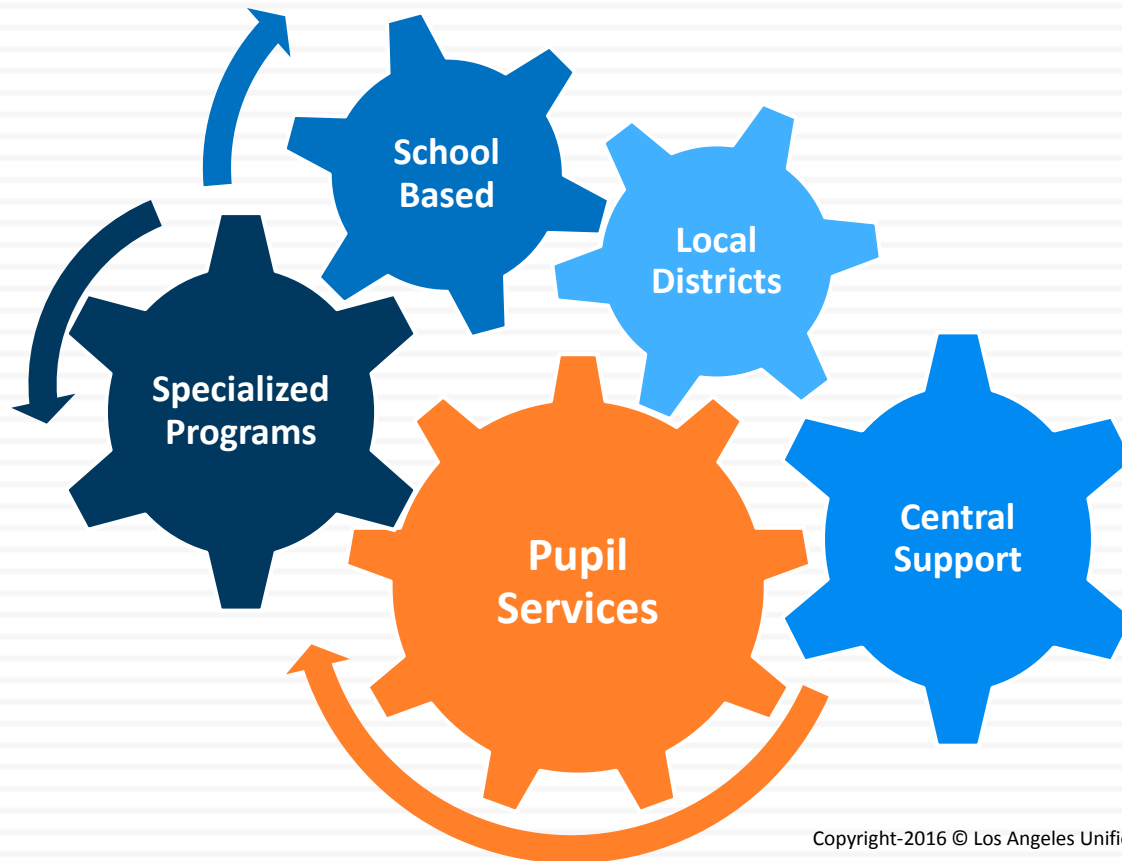 School
Based
Local
Districts
Specialized
Programs
Central
Support
Pupil
Services
Copyright-2016 © Los Angeles